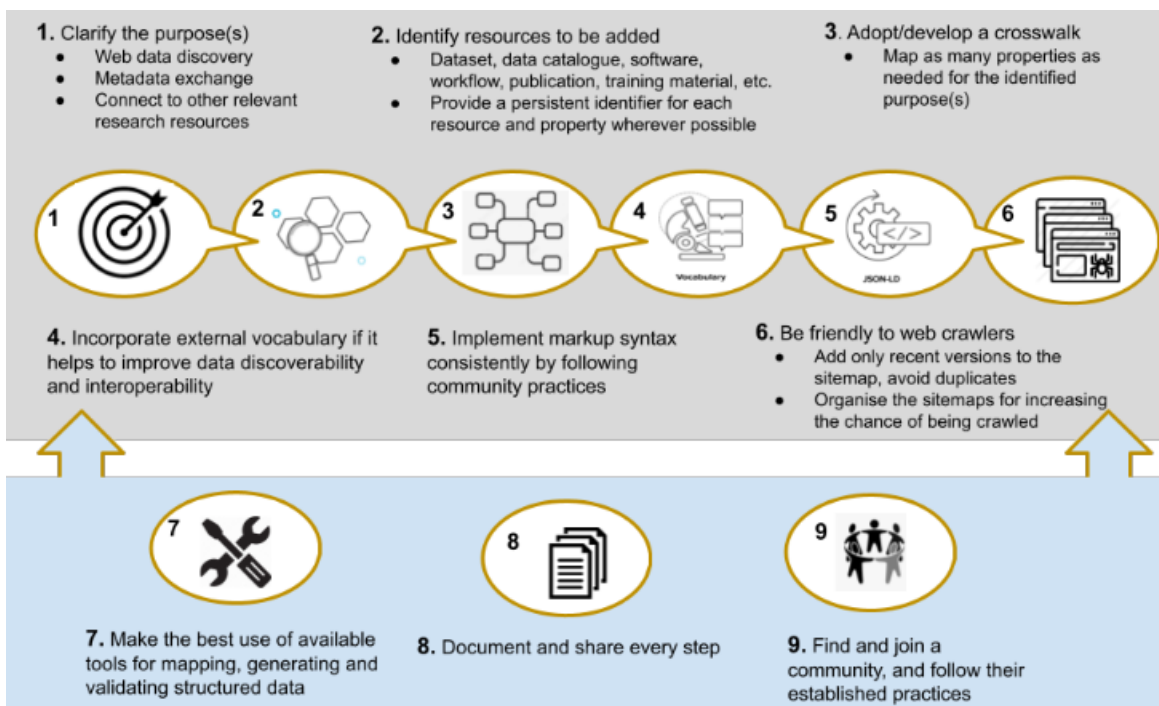 1. Clarify the purpose(s)
● Web data discovery
● Metadata exchange
● Connect to other relevant
research resources
2. Identify resources to be added
● Dataset, data catalogue, software,
workflow, publication, training material, etc.
● Provide a persistent identifier for each
resource and property wherever possible
3. Adopt/develop a crosswalk
● Map as many properties as
needed for the identified
purpose(s)
1
2
3
4
Vocabulary
5
</>
JSON-LD
6
4. Incorporate external vocabulary if it
helps to improve data discoverability
and interoperability
5. Implement markup syntax
consistently by following
community practices
6. Be friendly to web crawlers
● Add only recent versions to the
sitemap, avoid duplicates
● Organise the sitemaps for increasing
the chance of being crawled
7
8
9
7. Make the best use of available
tools for mapping, generating and
validating structured data
8. Document and share every step
9. Find and join a
community, and follow their
established practices